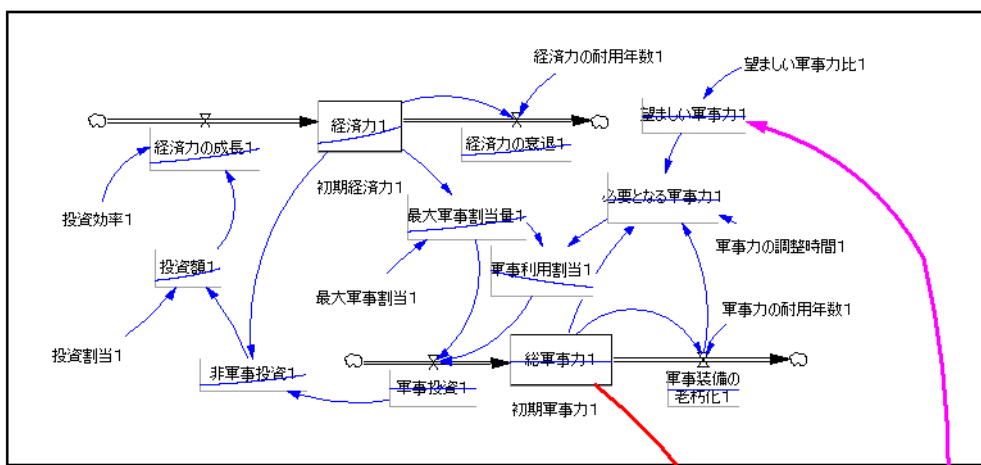 経済力の耐用年数1
望ましい軍事力比1
経済力1
望ましい軍事力1
経済力の成長1
経済力の衰退1
初期経済力1
必要となる軍事力1
投資効率1
最大軍事割当量1
軍事力の調整時間1
投資額1
軍事利用割当1
最大軍事割当1
軍事力の耐用年数1
投資割当1
非軍事投資1
総軍事力1
軍事投資1
軍事装備の
老朽化1
初期軍事力1